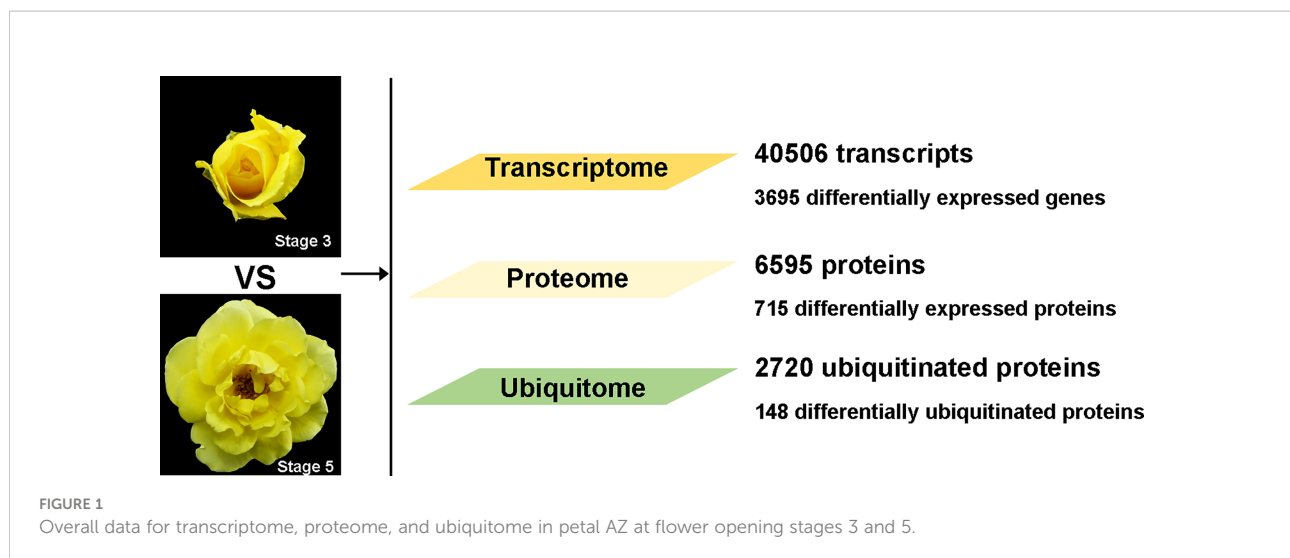 Stage 3
VS
Stage 5
Transcriptome
40506 transcripts
3695 differentially expressed genes
Proteome
6595 proteins
715 differentially expressed proteins
Ubiquitome
2720 ubiquitinated proteins
148 differentially ubiquitinated proteins
FIGURE 1
Overall data for transcriptome, proteome, and ubiquitome in petal AZ at flower opening stages 3 and 5.